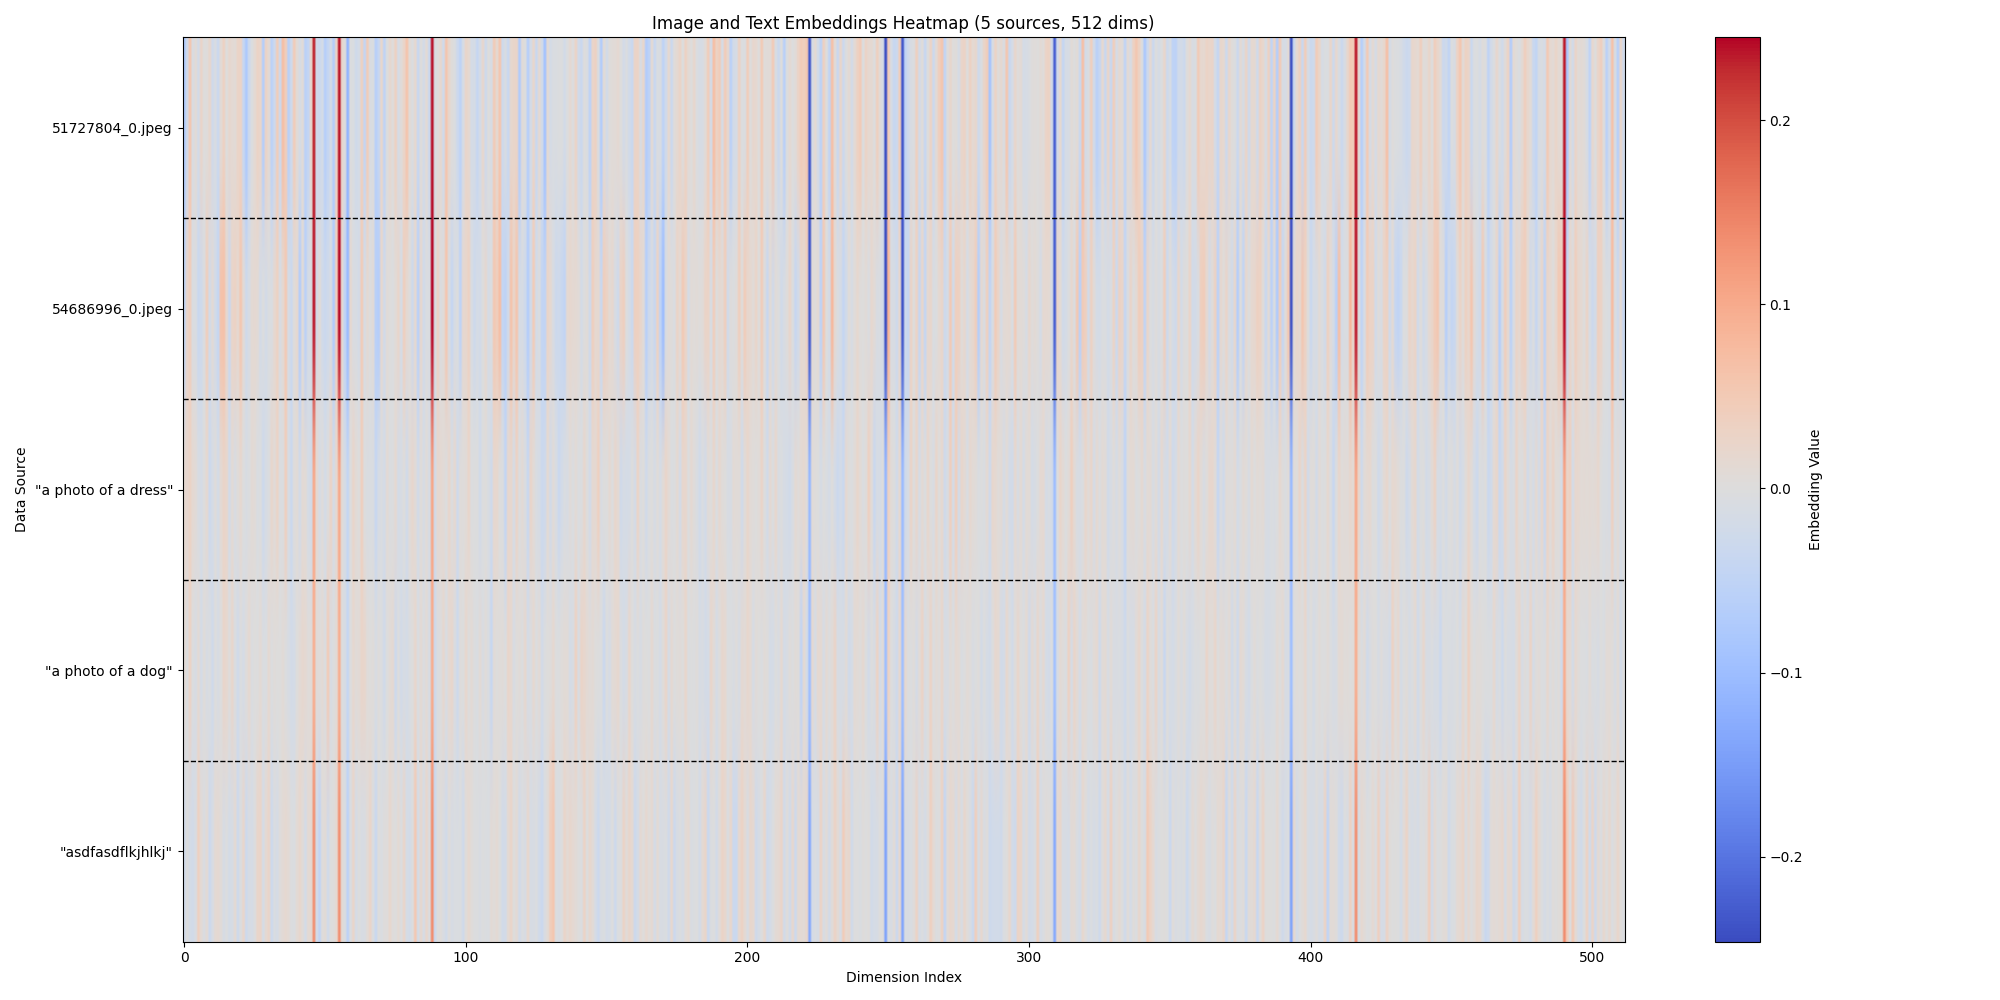 Image and Text Embeddings Heatmap (5 sources, 512 dims)
51727804_0.jpeg
54686996_0.jpeg
"a photo of a dress"
"a photo of a dog"
"asdfasdflkjhlkj"
Data Source
0
100
200
300
400
500
Dimension Index
0.2
0.1
0.0
−0.1
−0.2
Embedding Value